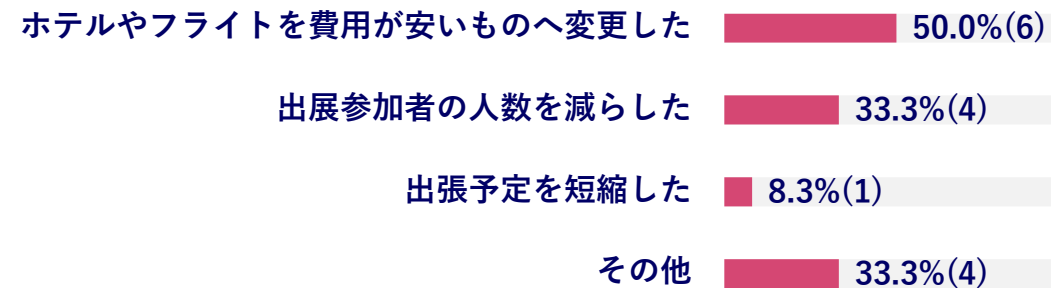 ホテルやフライトを費用が安いものへ変更した 50.0%(6)
出展参加者の人数を減らした 33.3%(4)
出張予定を短縮した 8.3%(1)
その他 33.3%(4)